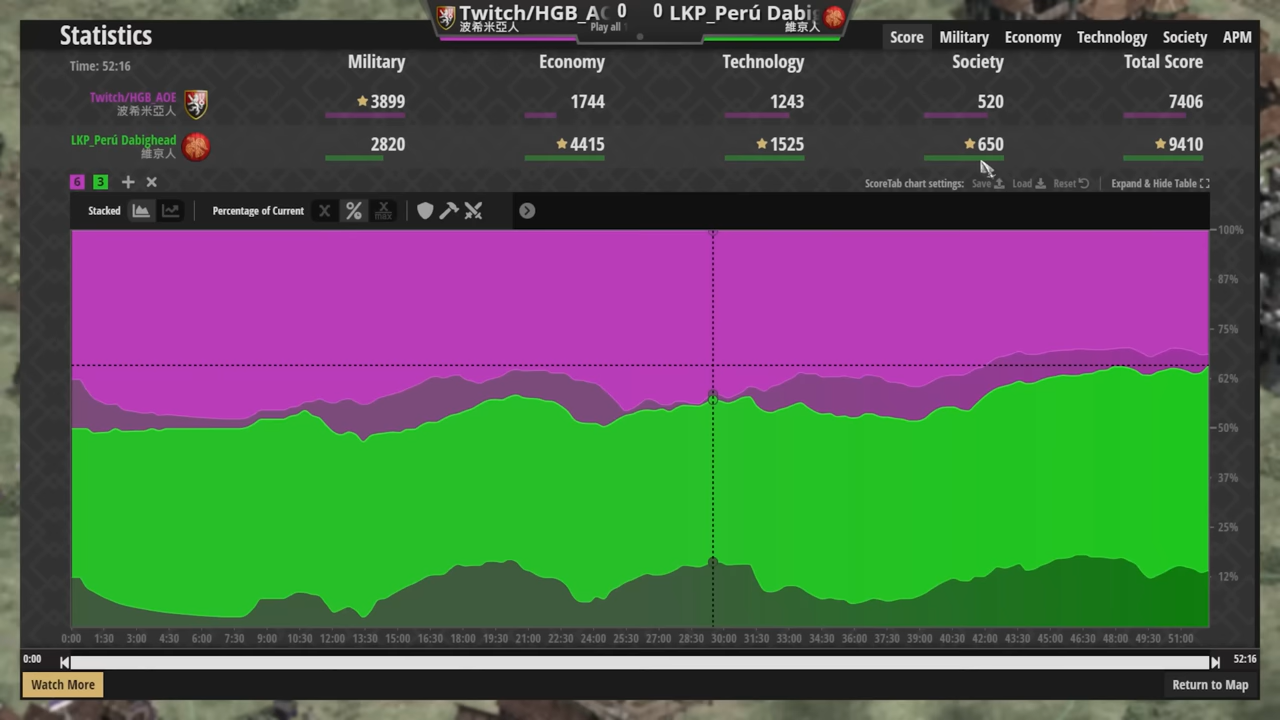 Twitch/HGB_AC 0 0 LKP_Perú Dabi
波希米亞人 Play all 維京人
Statistics
Score Military Economy Technology Society APM
Time: 52:16 Military Economy Technology Society Total Score
Twitch/HGB_AOE 3899 1744 1243 520 7406
波希米亞人
LKP_Perú Dabighead 2820 4415 1525 650 9410
維京人
6 3 + ×
ScoreTab chart settings: Save Load Reset Expand & Hide Table
Stacked Percentage of Current X % X max
100%
87%
75%
62%
50%
37%
25%
12%
0:00 1:30 3:00 4:30 6:00 7:30 9:00 10:30 12:00 13:30 15:00 16:30 18:00 19:30 21:00 22:30 24:00 25:30 27:00 28:30 30:00 31:30 33:00 34:30 36:00 37:30 39:00 40:30 42:00 43:30 45:00 46:30 48:00 49:30 51:00
0:00 52:16
Watch More Return to Map